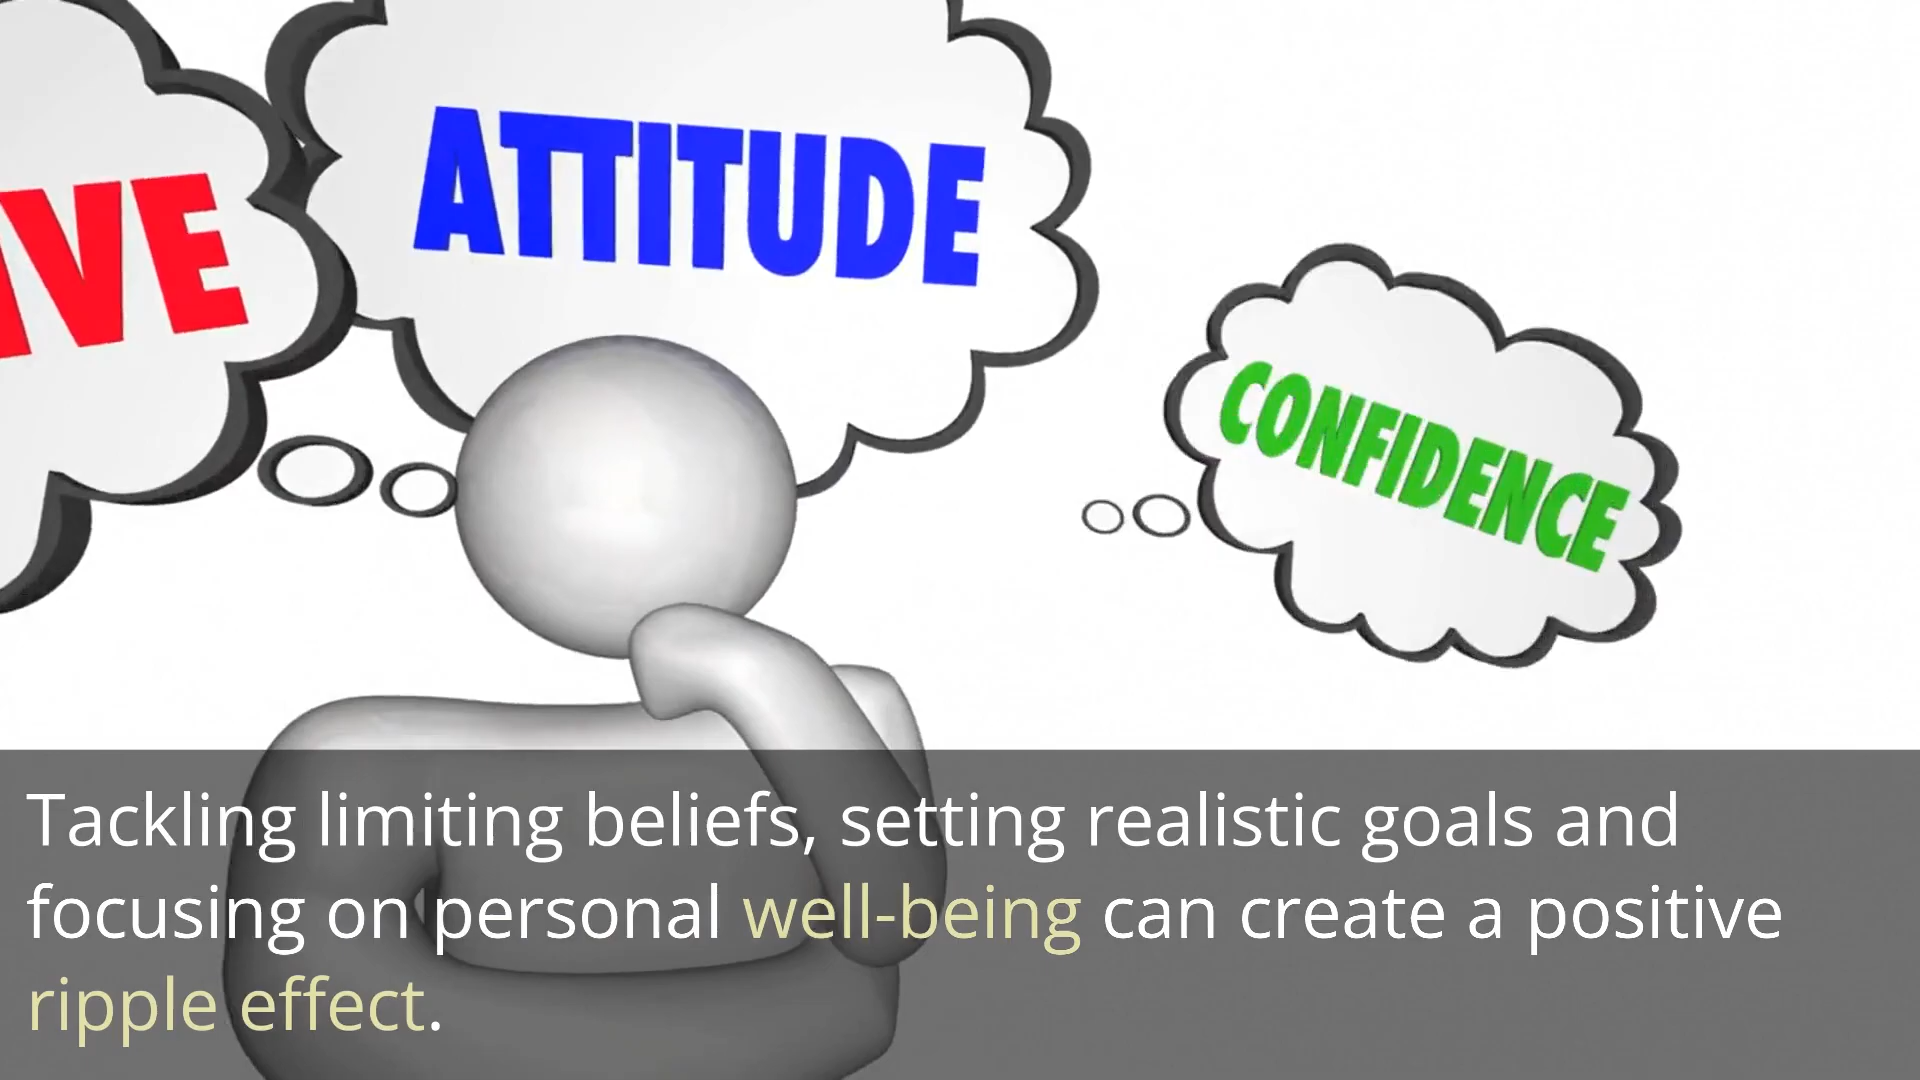 ATTITUDE
IVE
CONFIDENCE
Tackling limiting beliefs, setting realistic goals and
focusing on personal well-being can create a positive
ripple effect.